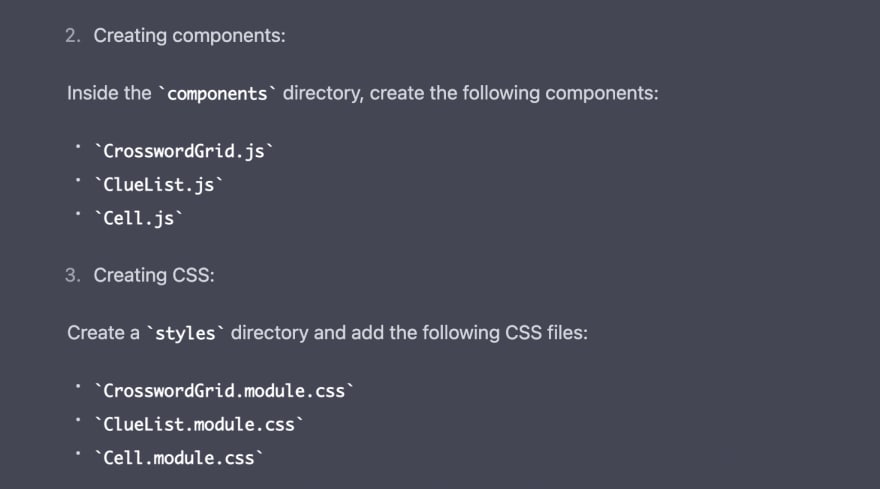 2. Creating components:
Inside the `components` directory, create the following components:
• `CrosswordGrid.js`
• `ClueList.js`
• `Cell.js`
3. Creating CSS:
Create a `styles` directory and add the following CSS files:
• `CrosswordGrid.module.css`
• `ClueList.module.css`
• `Cell.module.css`